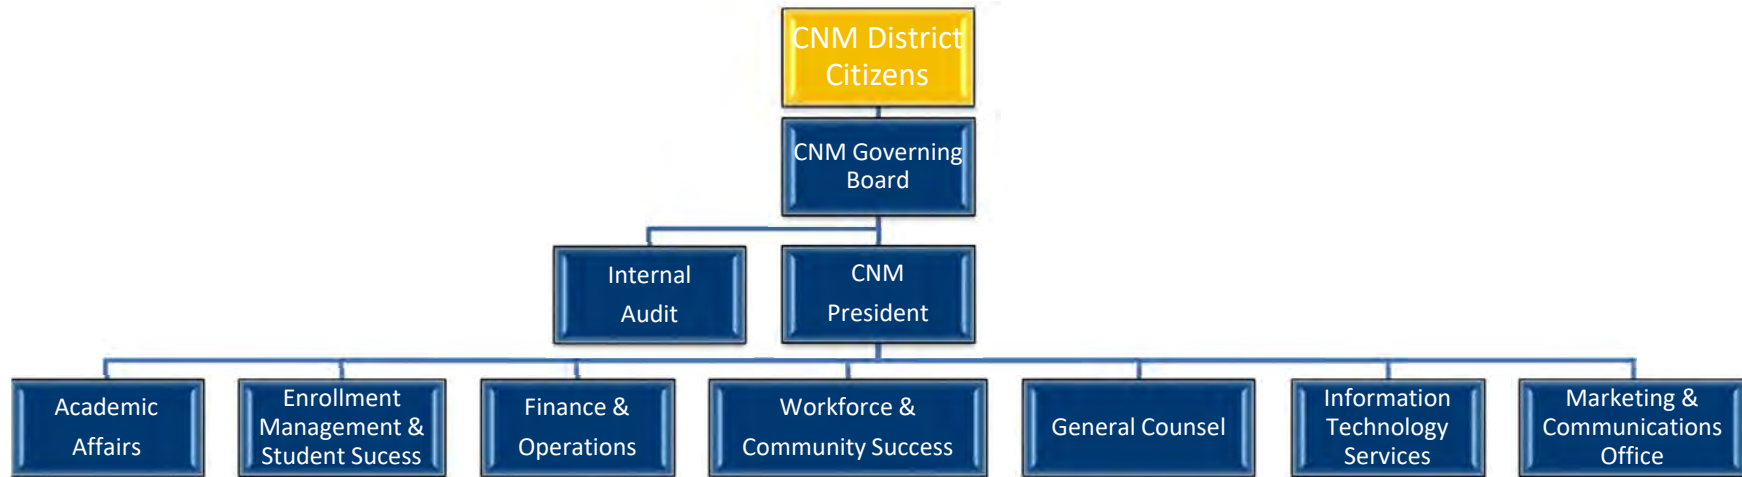 CNM District
Citizens
CNM Governing
Board
Internal
Audit
CNM
President
Academic
Affairs
Enrollment
Management &
Student Sucess
Finance &
Operations
Workforce &
Community Success
General Counsel
Information
Technology
Services
Marketing &
Communications
Office